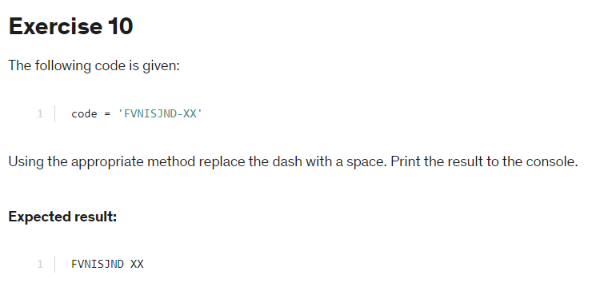 Exercise 10
The following code is given:
1 code = 'FVNISJND-XX'
Using the appropriate method replace the dash with a space. Print the result to the console.
Expected result:
1 FVNISJND XX